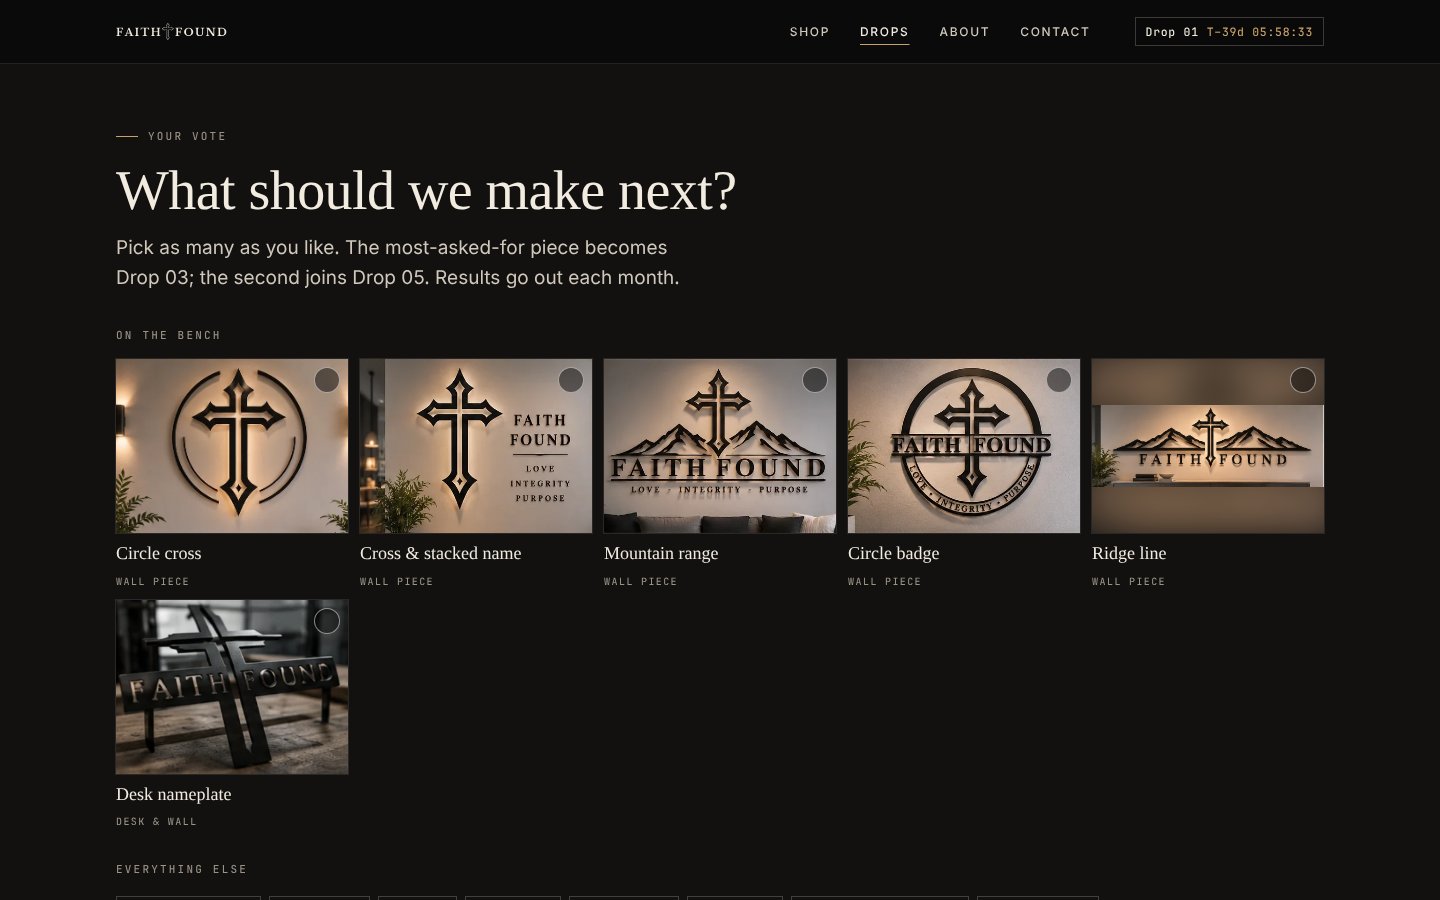 FAITH FOUND
SHOP
DROPS
ABOUT
CONTACT
Drop 01 T-39d 05:58:33
YOUR VOTE
What should we make next?
Pick as many as you like. The most-asked-for piece becomes
Drop 03; the second joins Drop 05. Results go out each month.
ON THE BENCH
FAITH
FOUND
LOVE
INTEGRITY
PURPOSE
FAITH FOUND
LOVE · INTEGRITY · PURPOSE
FAITH FOUND
LOVE · INTEGRITY · PURPOSE
FAITH FOUND
Circle cross
Cross & stacked name
Mountain range
Circle badge
Ridge line
WALL PIECE
WALL PIECE
WALL PIECE
WALL PIECE
WALL PIECE
FAITH FOUND
Desk nameplate
DESK & WALL
EVERYTHING ELSE